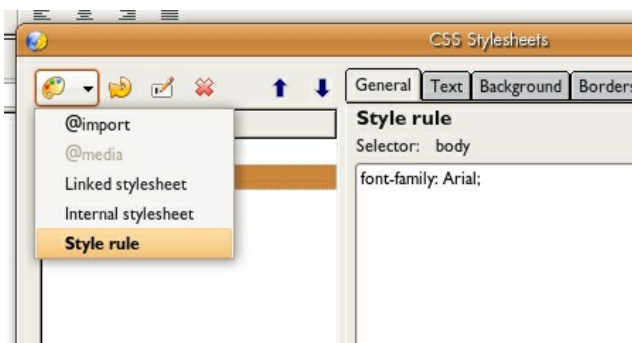 CSS Stylesheets
General Text Background Borders
@import
@media
Linked stylesheet
Internal stylesheet
Style rule
Style rule
Selector: body
font-family: Arial;